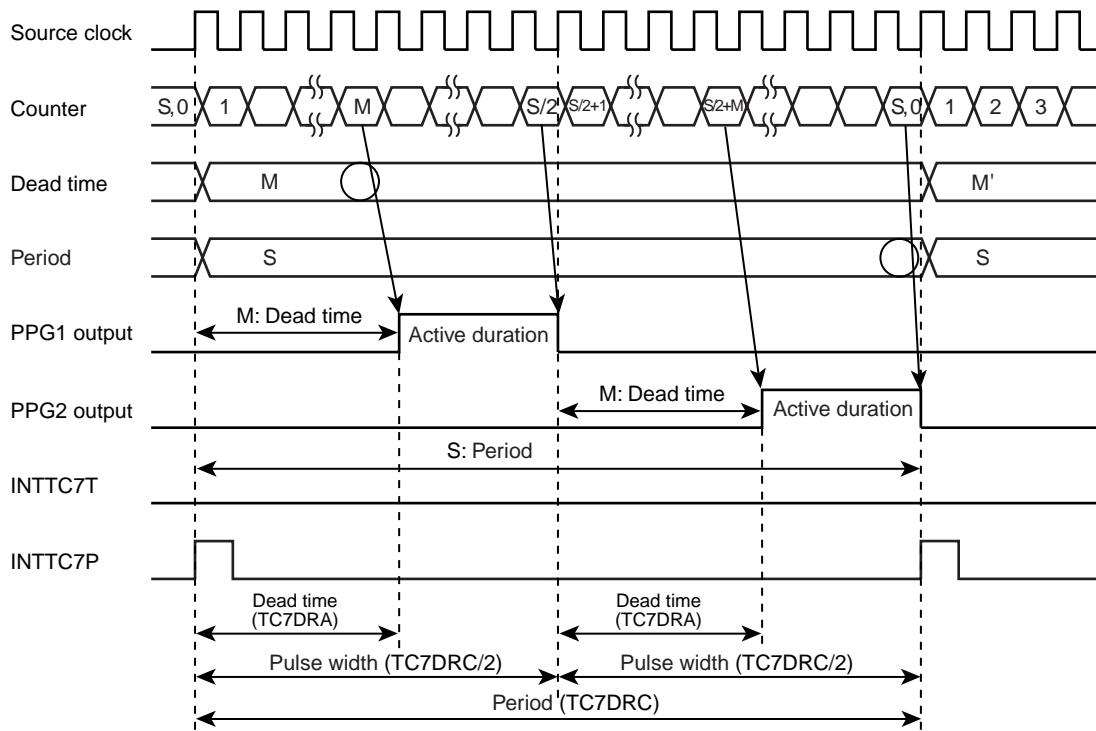 Source clock
Counter
S,0 1 M S/2 S/2+1 S/2+M S,0 1 2 3
Dead time
M M'
Period
S S
PPG1 output
M: Dead time
Active duration
PPG2 output
M: Dead time
Active duration
S: Period
INTTC7T
INTTC7P
Dead time
(TC7DRA)
Dead time
(TC7DRA)
Pulse width (TC7DRC/2)
Pulse width (TC7DRC/2)
Period (TC7DRC)